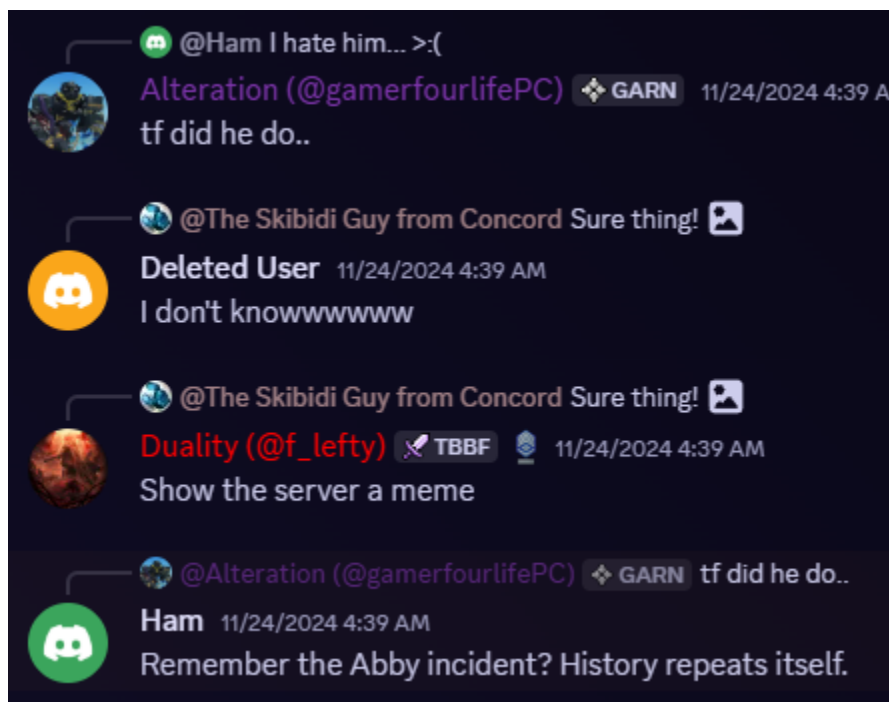 @Ham I hate him... >:(
Alteration (@gamerfourlifePC) GARN 11/24/2024 4:39 A
tf did he do..
@The Skibidi Guy from Concord Sure thing!
Deleted User 11/24/2024 4:39 AM
I don't knowwwwww
@The Skibidi Guy from Concord Sure thing!
Duality (@f_lefty) TBBF 11/24/2024 4:39 AM
Show the server a meme
@Alteration (@gamerfourlifePC) GARN tf did he do..
Ham 11/24/2024 4:39 AM
Remember the Abby incident? History repeats itself.